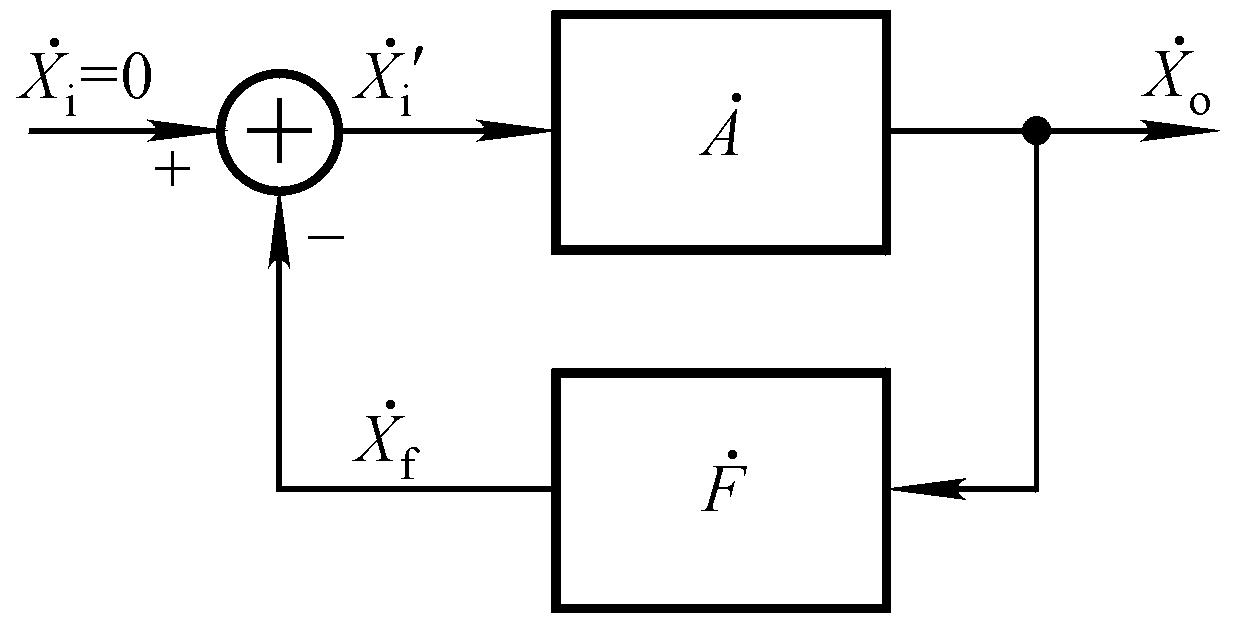 Ẋi=0
Ẋi′
Ȧ
Ẋo
+
+
−
Ẋf
Ḟ